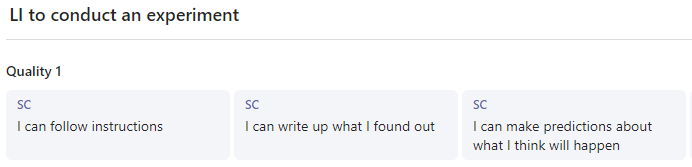 LI to conduct an experiment
Quality 1
SC
I can follow instructions
SC
I can write up what I found out
SC
I can make predictions about
what I think will happen